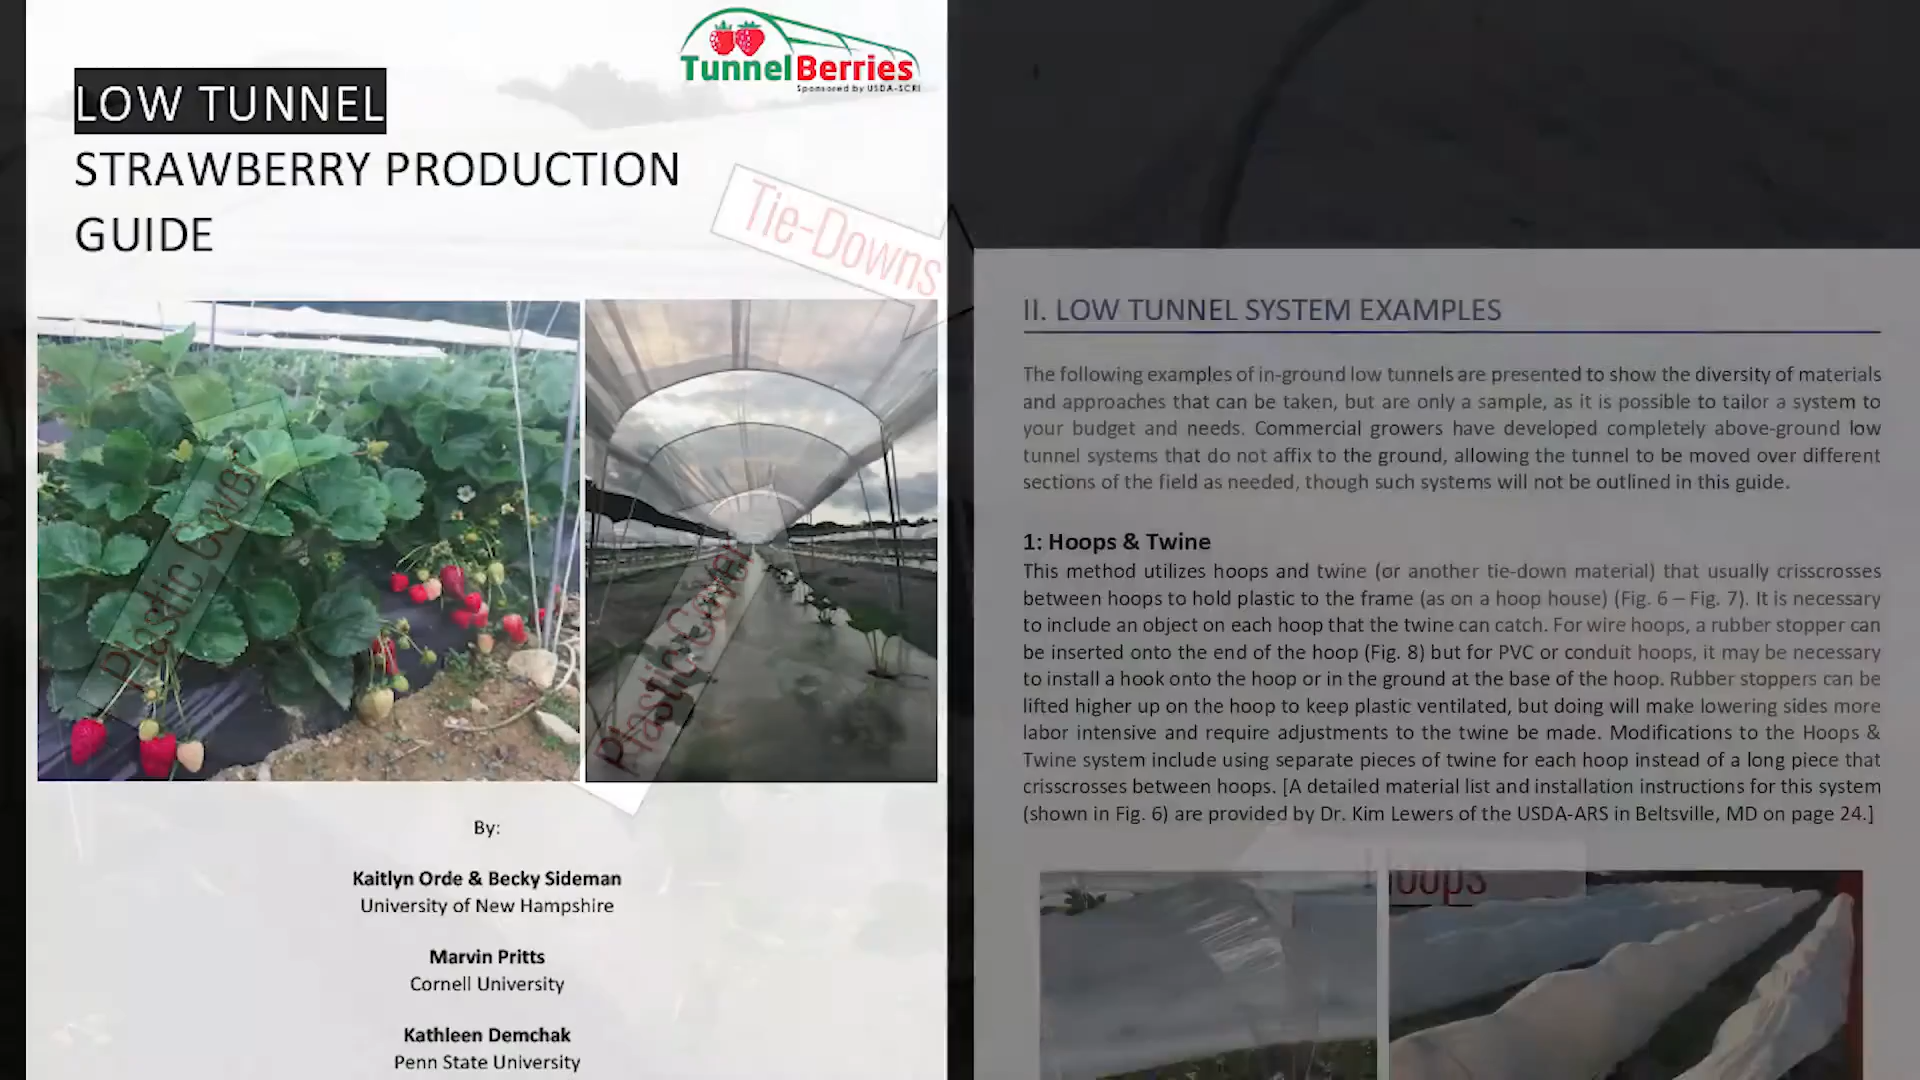 TunnelBerries
Sponsored by USDA-SCRI
LOW TUNNEL
STRAWBERRY PRODUCTION
GUIDE
Tie-Downs
Plastic Cover
Plastic Cover
By:
Kaitlyn Orde & Becky Sideman
University of New Hampshire
Marvin Pritts
Cornell University
Kathleen Demchak
Penn State University
II. LOW TUNNEL SYSTEM EXAMPLES
The following examples of in-ground low tunnels are presented to show the diversity of materials
and approaches that can be taken, but are only a sample, as it is possible to tailor a system to
your budget and needs. Commercial growers have developed completely above-ground low
tunnel systems that do not affix to the ground, allowing the tunnel to be moved over different
sections of the field as needed, though such systems will not be outlined in this guide.
1: Hoops & Twine
This method utilizes hoops and twine (or another tie-down material) that usually crisscrosses
between hoops to hold plastic to the frame (as on a hoop house) (Fig. 6 – Fig. 7). It is necessary
to include an object on each hoop that the twine can catch. For wire hoops, a rubber stopper can
be inserted onto the end of the hoop (Fig. 8) but for PVC or conduit hoops, it may be necessary
to install a hook onto the hoop or in the ground at the base of the hoop. Rubber stoppers can be
lifted higher up on the hoop to keep plastic ventilated, but doing will make lowering sides more
labor intensive and require adjustments to the twine be made. Modifications to the Hoops &
Twine system include using separate pieces of twine for each hoop instead of a long piece that
crisscrosses between hoops. [A detailed material list and installation instructions for this system
(shown in Fig. 6) are provided by Dr. Kim Lewers of the USDA-ARS in Beltsville, MD on page 24.]
Hoops